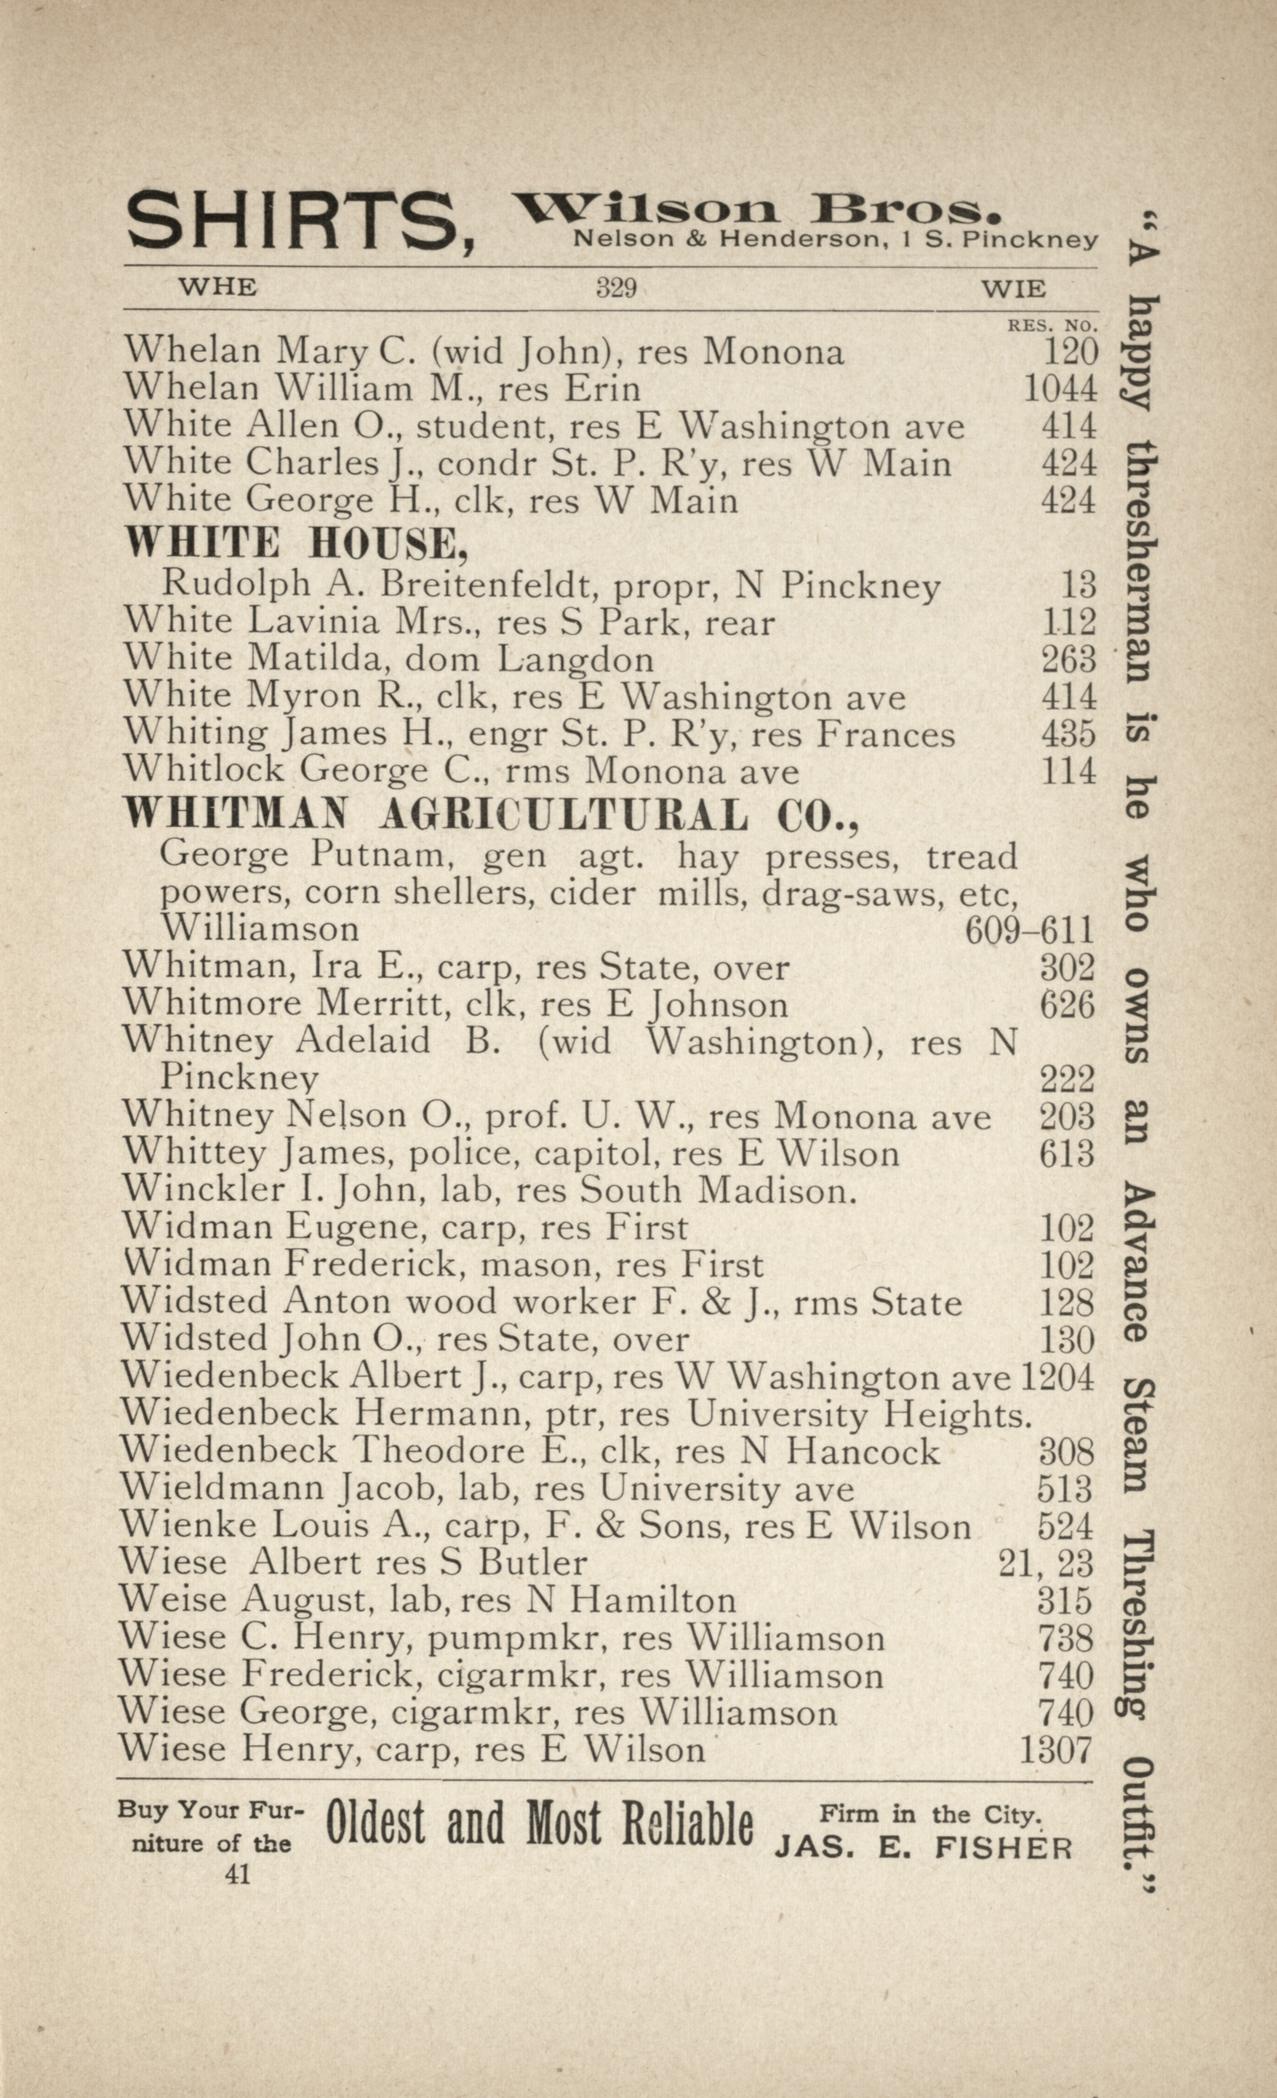 SHIRTS, Wilson Bros.
Nelson & Henderson, 1 S. Pinckney
WHE 329 WIE
RES. NO.
Whelan Mary C. (wid John), res Monona 120
Whelan William M., res Erin 1044
White Allen O., student, res E Washington ave 414
White Charles J., condr St. P. R'y, res W Main 424
White George H., clk, res W Main 424
WHITE HOUSE,
Rudolph A. Breitenfeldt, propr, N Pinckney 13
White Lavinia Mrs., res S Park, rear 112
White Matilda, dom Langdon 263
White Myron R., clk, res E Washington ave 414
Whiting James H., engr St. P. R'y, res Frances 435
Whitlock George C., rms Monona ave 114
WHITMAN AGRICULTURAL CO.,
George Putnam, gen agt. hay presses, tread
powers, corn shellers, cider mills, drag-saws, etc,
Williamson 609–611
Whitman, Ira E., carp, res State, over 302
Whitmore Merritt, clk, res E Johnson 626
Whitney Adelaid B. (wid Washington), res N
Pinckney 222
Whitney Nelson O., prof. U. W., res Monona ave 203
Whittey James, police, capitol, res E Wilson 613
Winckler I. John, lab, res South Madison.
Widman Eugene, carp, res First 102
Widman Frederick, mason, res First 102
Widsted Anton wood worker F. & J., rms State 128
Widsted John O., res State, over 130
Wiedenbeck Albert J., carp, res W Washington ave 1204
Wiedenbeck Hermann, ptr, res University Heights.
Wiedenbeck Theodore E., clk, res N Hancock 308
Wieldmann Jacob, lab, res University ave 513
Wienke Louis A., carp, F. & Sons, res E Wilson 524
Wiese Albert res S Butler 21, 23
Weise August, lab, res N Hamilton 315
Wiese C. Henry, pumpmkr, res Williamson 738
Wiese Frederick, cigarmkr, res Williamson 740
Wiese George, cigarmkr, res Williamson 740
Wiese Henry, carp, res E Wilson 1307
Buy Your Fur-
niture of the
Oldest and Most Reliable
Firm in the City.
JAS. E. FISHER
41
"A happy thresherman is he who owns an Advance Steam Threshing Outfit."